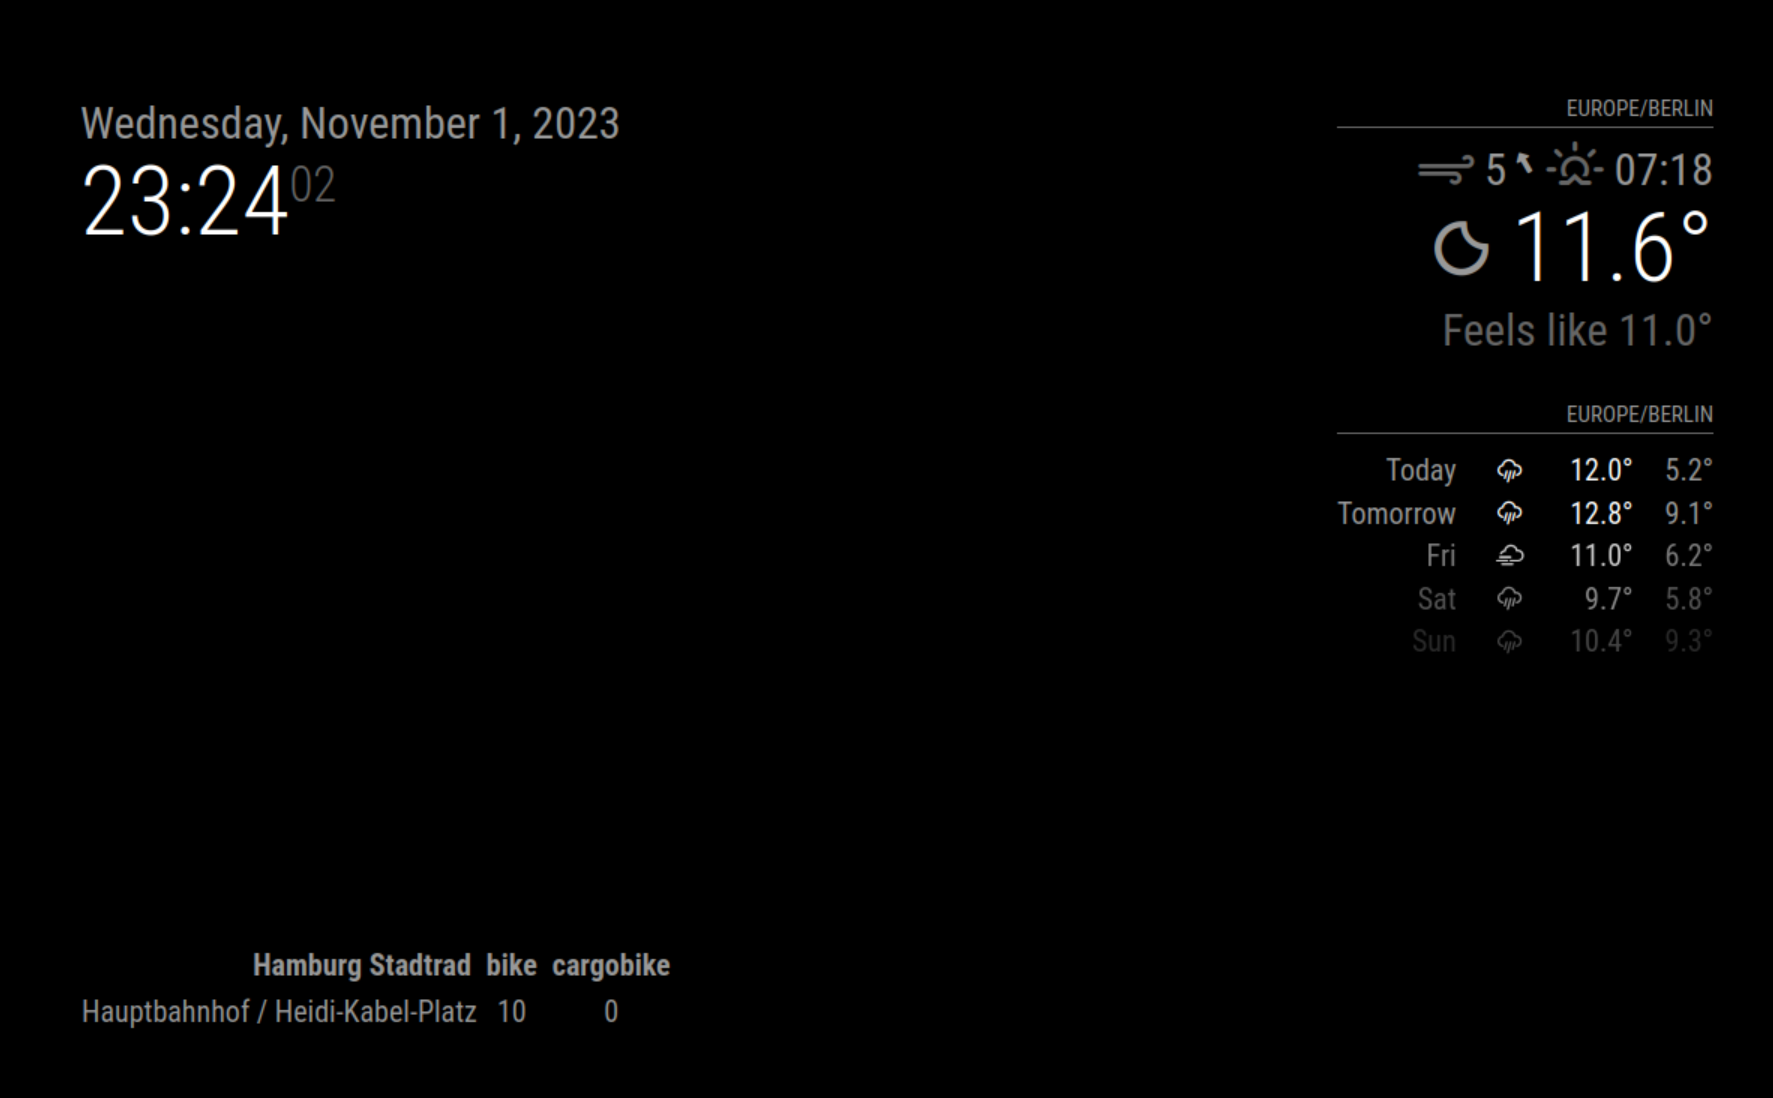 Wednesday, November 1, 2023
23:24 02
EUROPE/BERLIN
5 07:18
11.6°
Feels like 11.0°
EUROPE/BERLIN
Today 12.0° 5.2°
Tomorrow 12.8° 9.1°
Fri 11.0° 6.2°
Sat 9.7° 5.8°
Sun 10.4° 9.3°
Hamburg Stadtrad bike cargobike
Hauptbahnhof / Heidi-Kabel-Platz 10 0